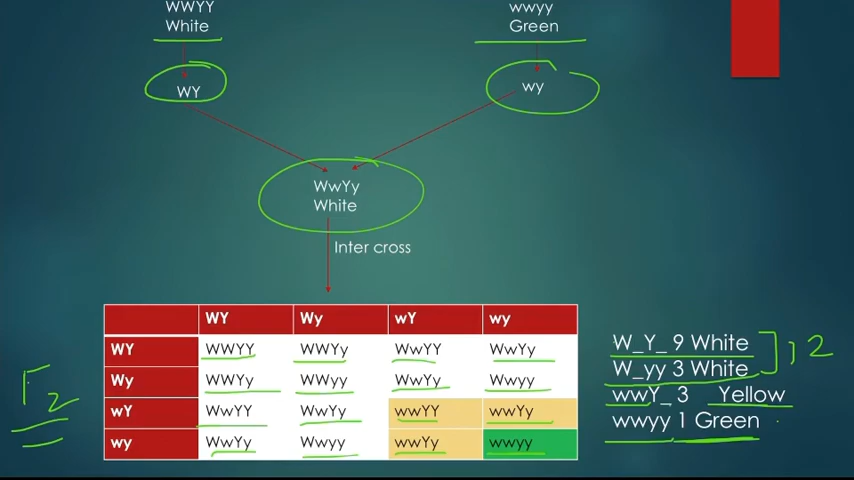 WWYY
White
wwyy
Green
WY
wy
WwYy
White
Inter cross
WY Wy wY wy
WY WWYY WWYy WwYY WwYy
Wy WWYy WWyy WwYy Wwyy
wY WwYY WwYy wwYY wwYy
wy WwYy Wwyy wwYy wwyy
F2
W_Y_ 9 White
W_yy 3 White
12
wwY_ 3 Yellow
wwyy 1 Green